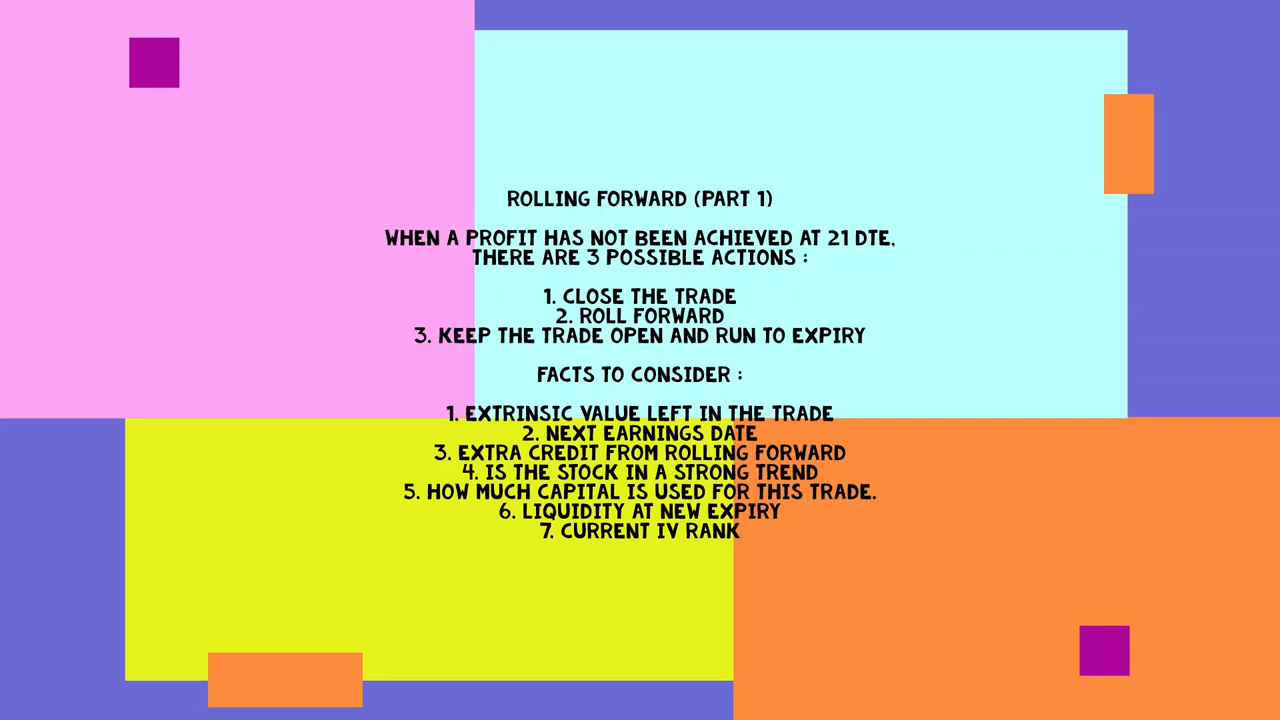 ROLLING FORWARD (PART 1)
WHEN A PROFIT HAS NOT BEEN ACHIEVED AT 21 DTE,
THERE ARE 3 POSSIBLE ACTIONS :
1. CLOSE THE TRADE
2. ROLL FORWARD
3. KEEP THE TRADE OPEN AND RUN TO EXPIRY
FACTS TO CONSIDER :
1. EXTRINSIC VALUE LEFT IN THE TRADE
2. NEXT EARNINGS DATE
3. EXTRA CREDIT FROM ROLLING FORWARD
4. IS THE STOCK IN A STRONG TREND
5. HOW MUCH CAPITAL IS USED FOR THIS TRADE.
6. LIQUIDITY AT NEW EXPIRY
7. CURRENT IV RANK